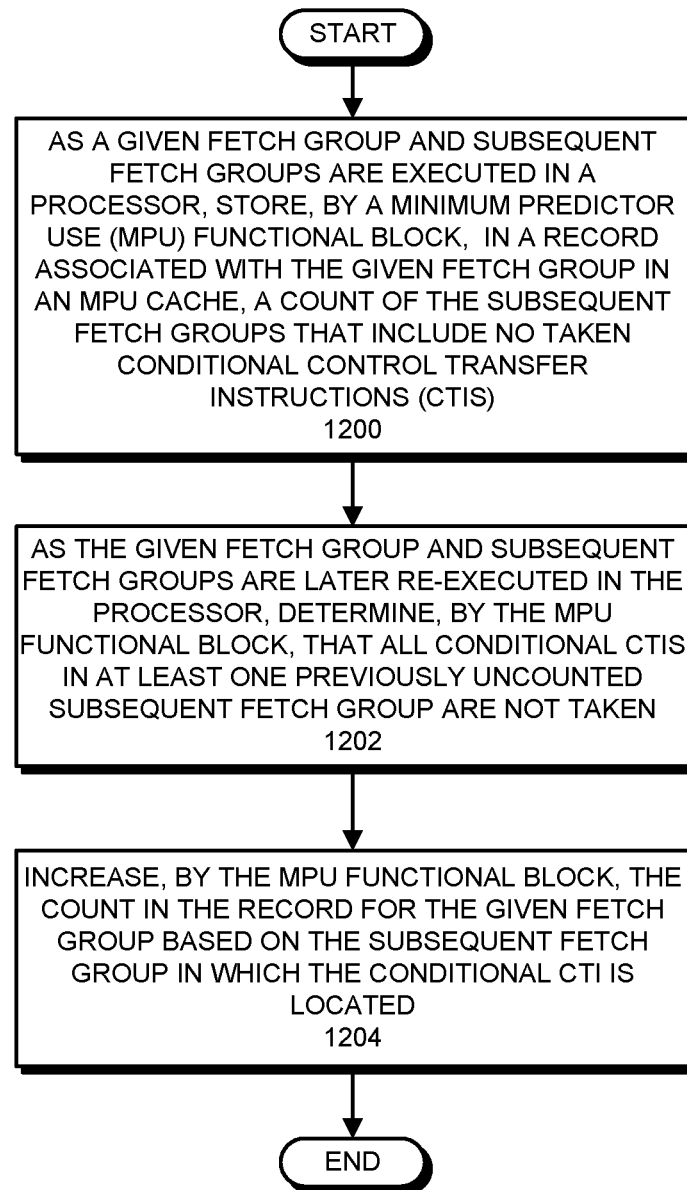 START
AS A GIVEN FETCH GROUP AND SUBSEQUENT
FETCH GROUPS ARE EXECUTED IN A
PROCESSOR, STORE, BY A MINIMUM PREDICTOR
USE (MPU) FUNCTIONAL BLOCK, IN A RECORD
ASSOCIATED WITH THE GIVEN FETCH GROUP IN
AN MPU CACHE, A COUNT OF THE SUBSEQUENT
FETCH GROUPS THAT INCLUDE NO TAKEN
CONDITIONAL CONTROL TRANSFER
INSTRUCTIONS (CTIS)
1200
AS THE GIVEN FETCH GROUP AND SUBSEQUENT
FETCH GROUPS ARE LATER RE-EXECUTED IN THE
PROCESSOR, DETERMINE, BY THE MPU
FUNCTIONAL BLOCK, THAT ALL CONDITIONAL CTIS
IN AT LEAST ONE PREVIOUSLY UNCOUNTED
SUBSEQUENT FETCH GROUP ARE NOT TAKEN
1202
INCREASE, BY THE MPU FUNCTIONAL BLOCK, THE
COUNT IN THE RECORD FOR THE GIVEN FETCH
GROUP BASED ON THE SUBSEQUENT FETCH
GROUP IN WHICH THE CONDITIONAL CTI IS
LOCATED
1204
END